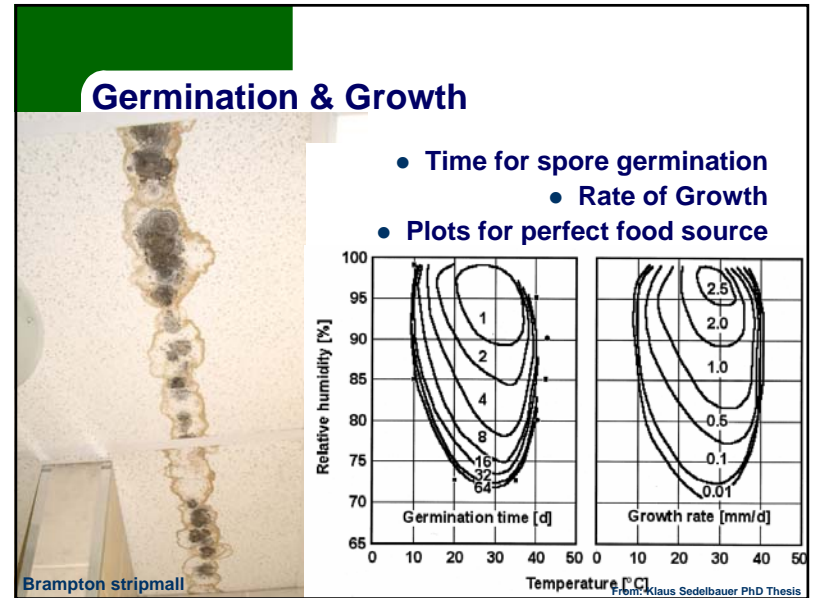 Germination & Growth
• Time for spore germination
• Rate of Growth
• Plots for perfect food source
Relative humidity [%]
100
95
90
85
80
75
70
65
1
2
4
8
16
32
64
Germination time [d]
0 10 20 30 40 50
2.5
2.0
1.0
0.5
0.1
0.01
Growth rate [mm/d]
0 10 20 30 40 50
Temperature [°C]
Brampton stripmall
From: Klaus Sedelbauer PhD Thesis